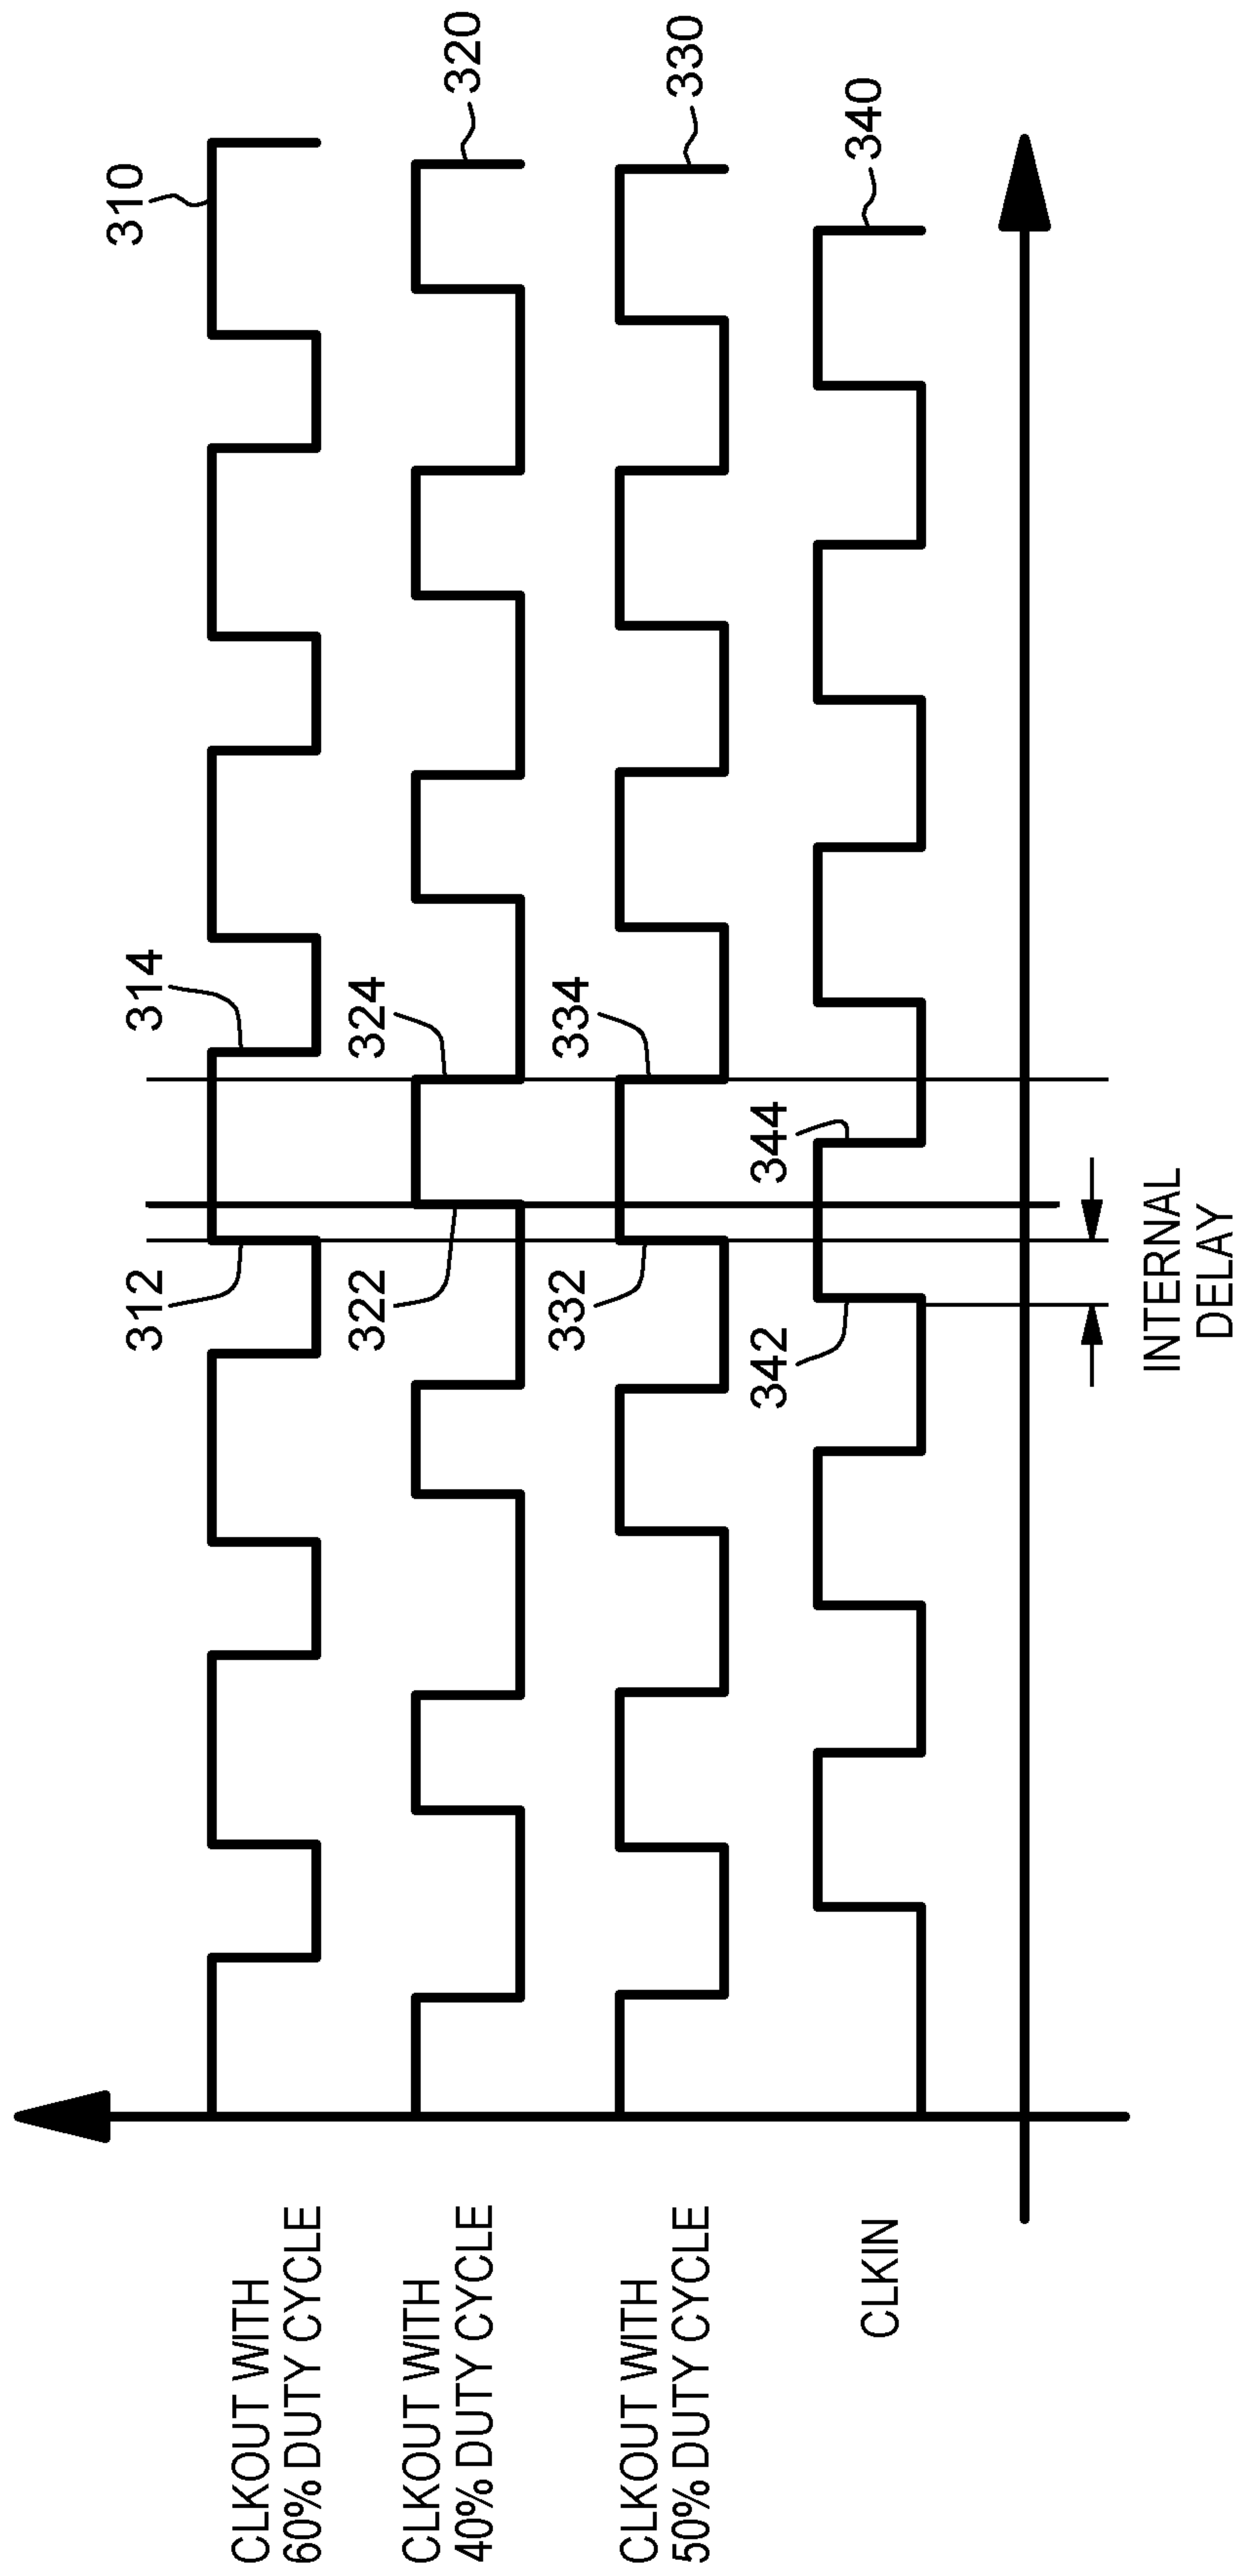 CLKOUT WITH
60% DUTY CYCLE
312
314
310
CLKOUT WITH
40% DUTY CYCLE
322
324
320
CLKOUT WITH
50% DUTY CYCLE
332
334
330
CLKIN
342
344
340
INTERNAL
DELAY